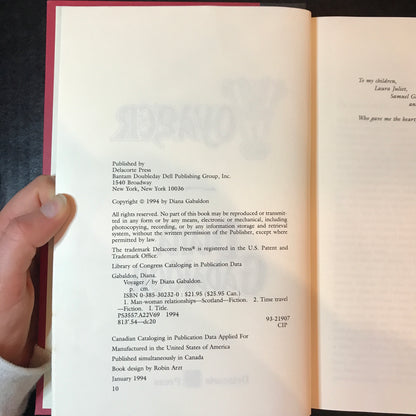 Published by
Delacorte Press
Bantam Doubleday Dell Publishing Group, Inc.
1540 Broadway
New York, New York 10036
Copyright © 1994 by Diana Gabaldon
All rights reserved. No part of this book may be reproduced or transmit-
ted in any form or by any means, electronic or mechanical, including
photocopying, recording, or by any information storage and retrieval
system, without the written permission of the Publisher, except where
permitted by law.
The trademark Delacorte Press® is registered in the U.S. Patent and
Trademark Office.
Library of Congress Cataloging in Publication Data
Gabaldon, Diana.
Voyager / by Diana Gabaldon.
p. cm.
ISBN 0-385-30232-0 : $21.95 ($25.95 Can.)
1. Man-woman relationships—Scotland—Fiction. 2. Time travel
—Fiction. I. Title.
PS3557.A22V69 1994
813'.54—dc20 93-21907
CIP
Canadian Cataloging in Publication Data Applied For
Manufactured in the United States of America
Published simultaneously in Canada
Book design by Robin Arzt
January 1994
10
To my children,
Laura Juliet,
Samuel G
an
Who gave me the heart